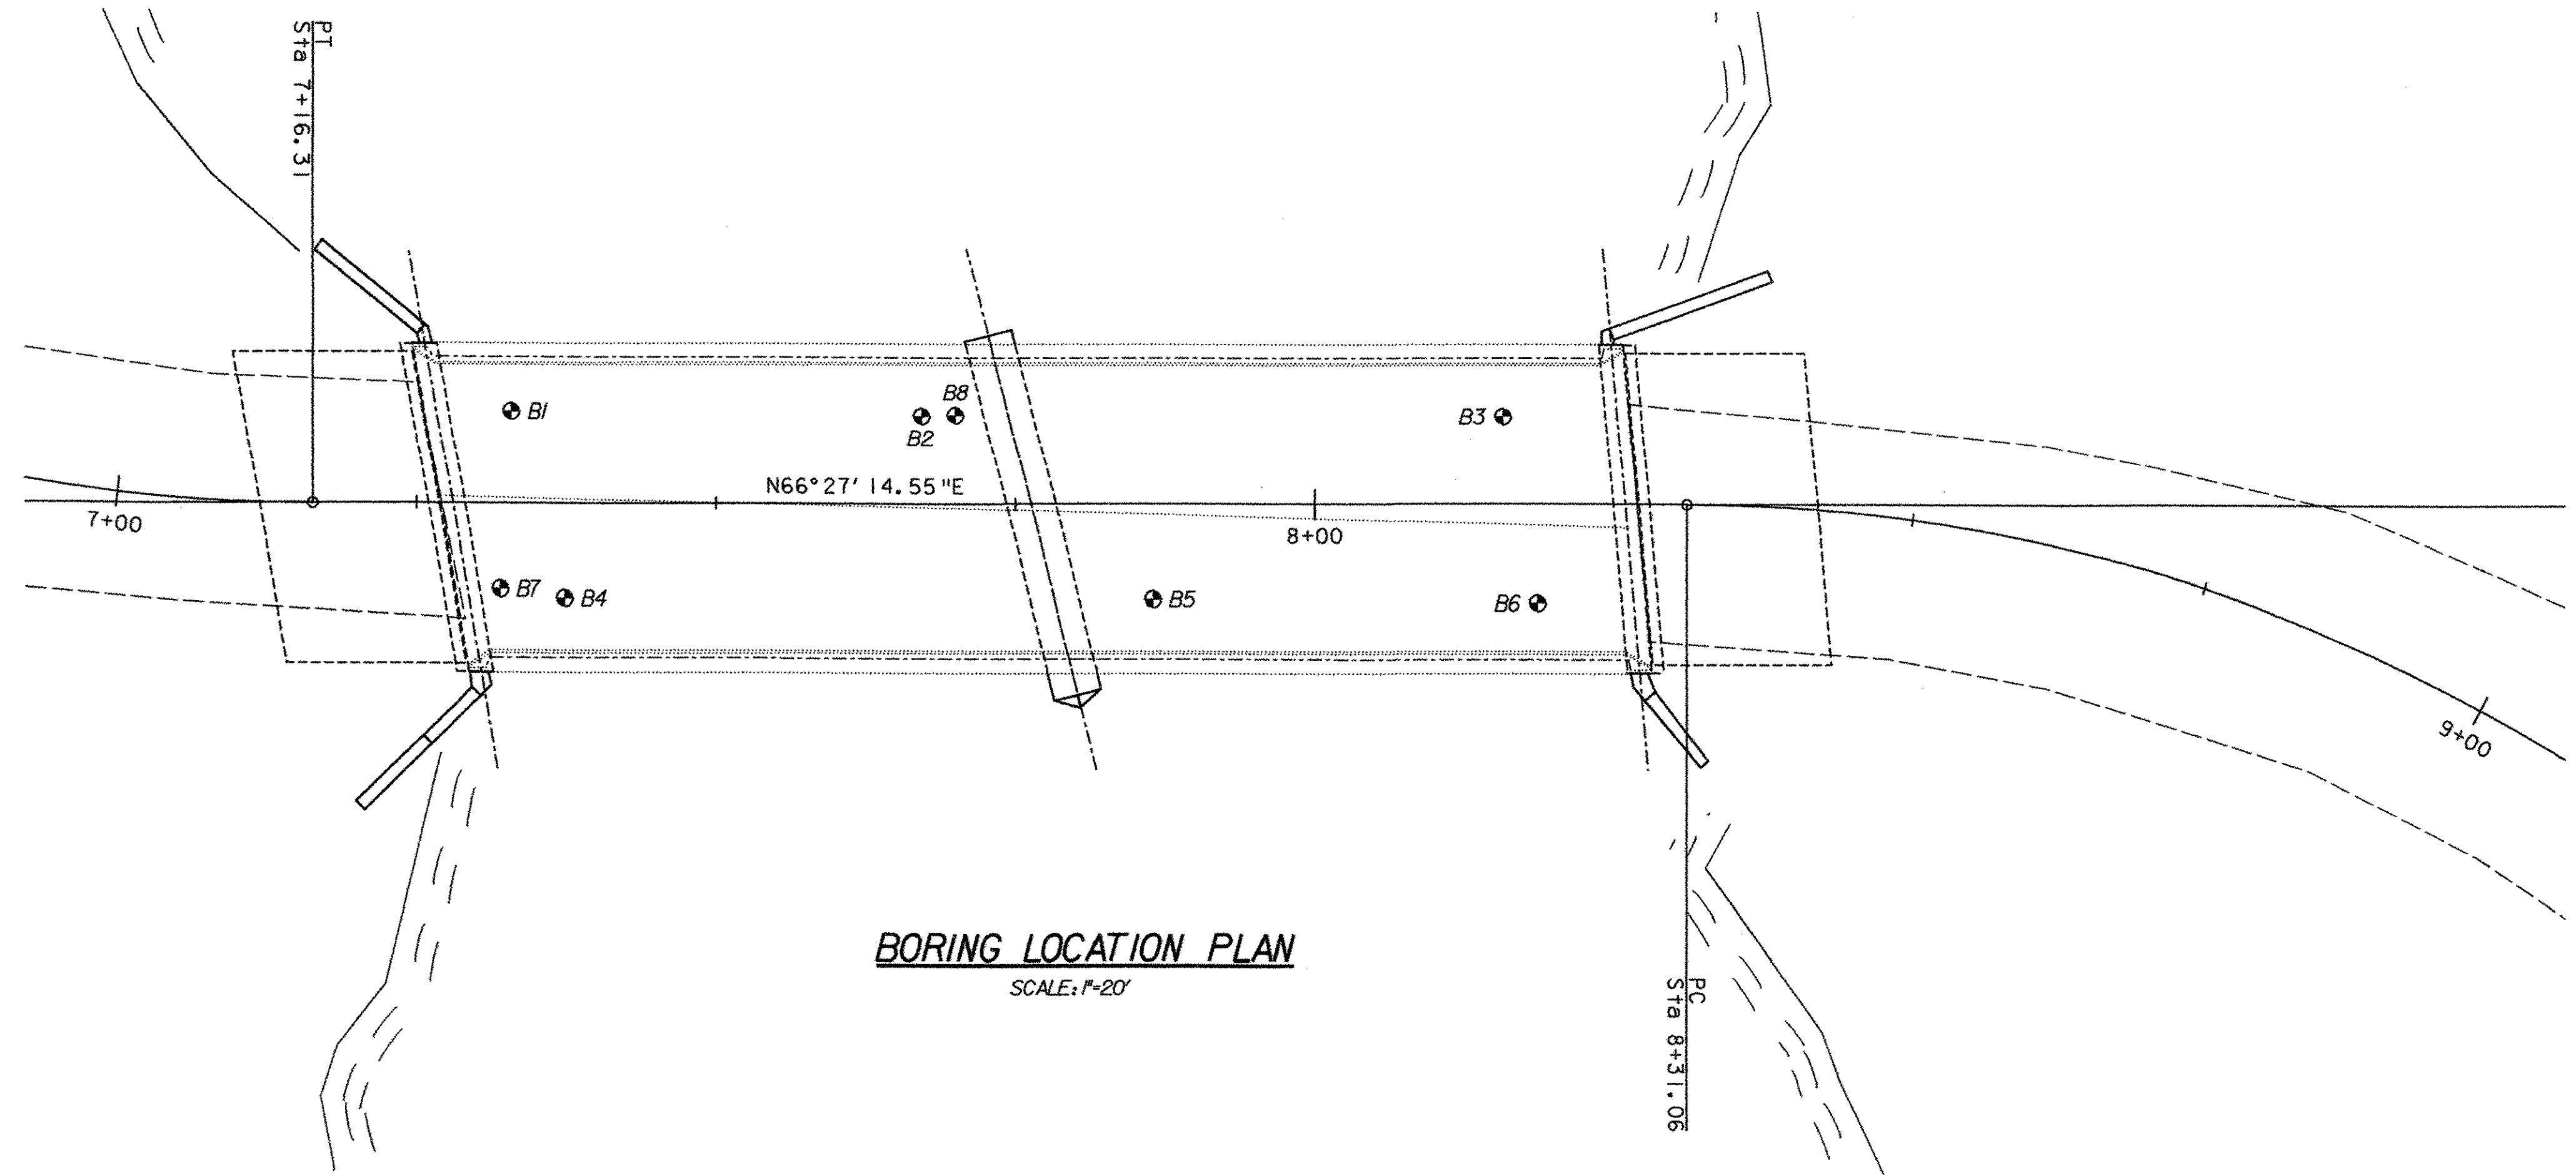 PT
Sta 7+16.31
B1
B8
B2
B3
N66°27'14.55"E
7+00
8+00
B7
B4
B5
B6
9+00
BORING LOCATION PLAN
SCALE: 1"=20'
PC
Sta 8+31.06